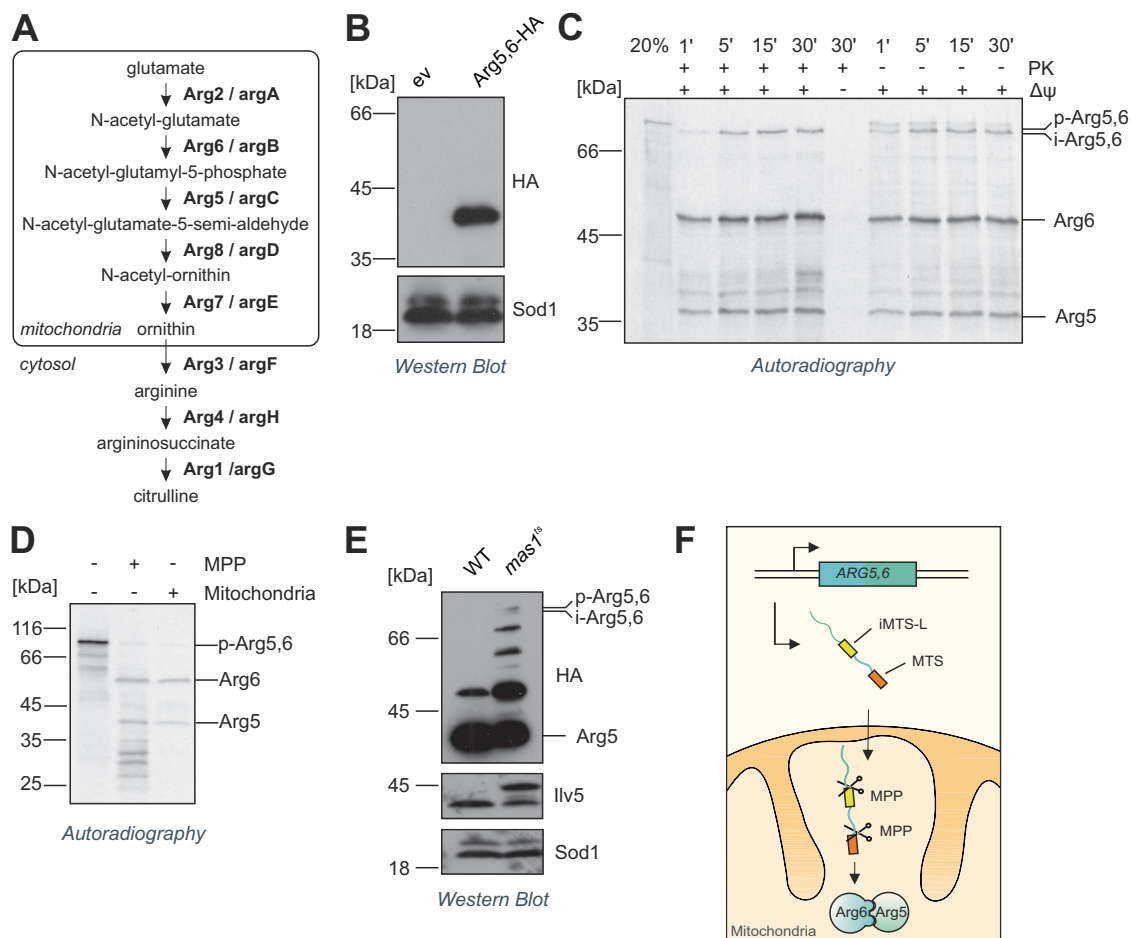 A
glutamate
Arg2 / argA
N-acetyl-glutamate
Arg6 / argB
N-acetyl-glutamyl-5-phosphate
Arg5 / argC
N-acetyl-glutamate-5-semi-aldehyde
Arg8 / argD
N-acetyl-ornithin
Arg7 / argE
mitochondria ornithin
cytosol
Arg3 / argF
arginine
Arg4 / argH
argininosuccinate
Arg1 /argG
citrulline
B
ev Arg5,6-HA
[kDa]
66
45
35
18
HA
Sod1
Western Blot
C
20% 1' 5' 15' 30' 30' 1' 5' 15' 30'
+ + + + + - - - - PK
[kDa] + + + + - + + + + Δψ
66
45
35
p-Arg5,6
i-Arg5,6
Arg6
Arg5
Autoradiography
D
- + - MPP
[kDa]
- - + Mitochondria
116
66
45
35
25
p-Arg5,6
Arg6
Arg5
Autoradiography
E
WT mas1ts
[kDa]
66
45
45
18
p-Arg5,6
i-Arg5,6
HA
Arg5
Ilv5
Sod1
Western Blot
F
ARG5,6
iMTS-L
MTS
MPP
MPP
Arg6 Arg5
Mitochondria